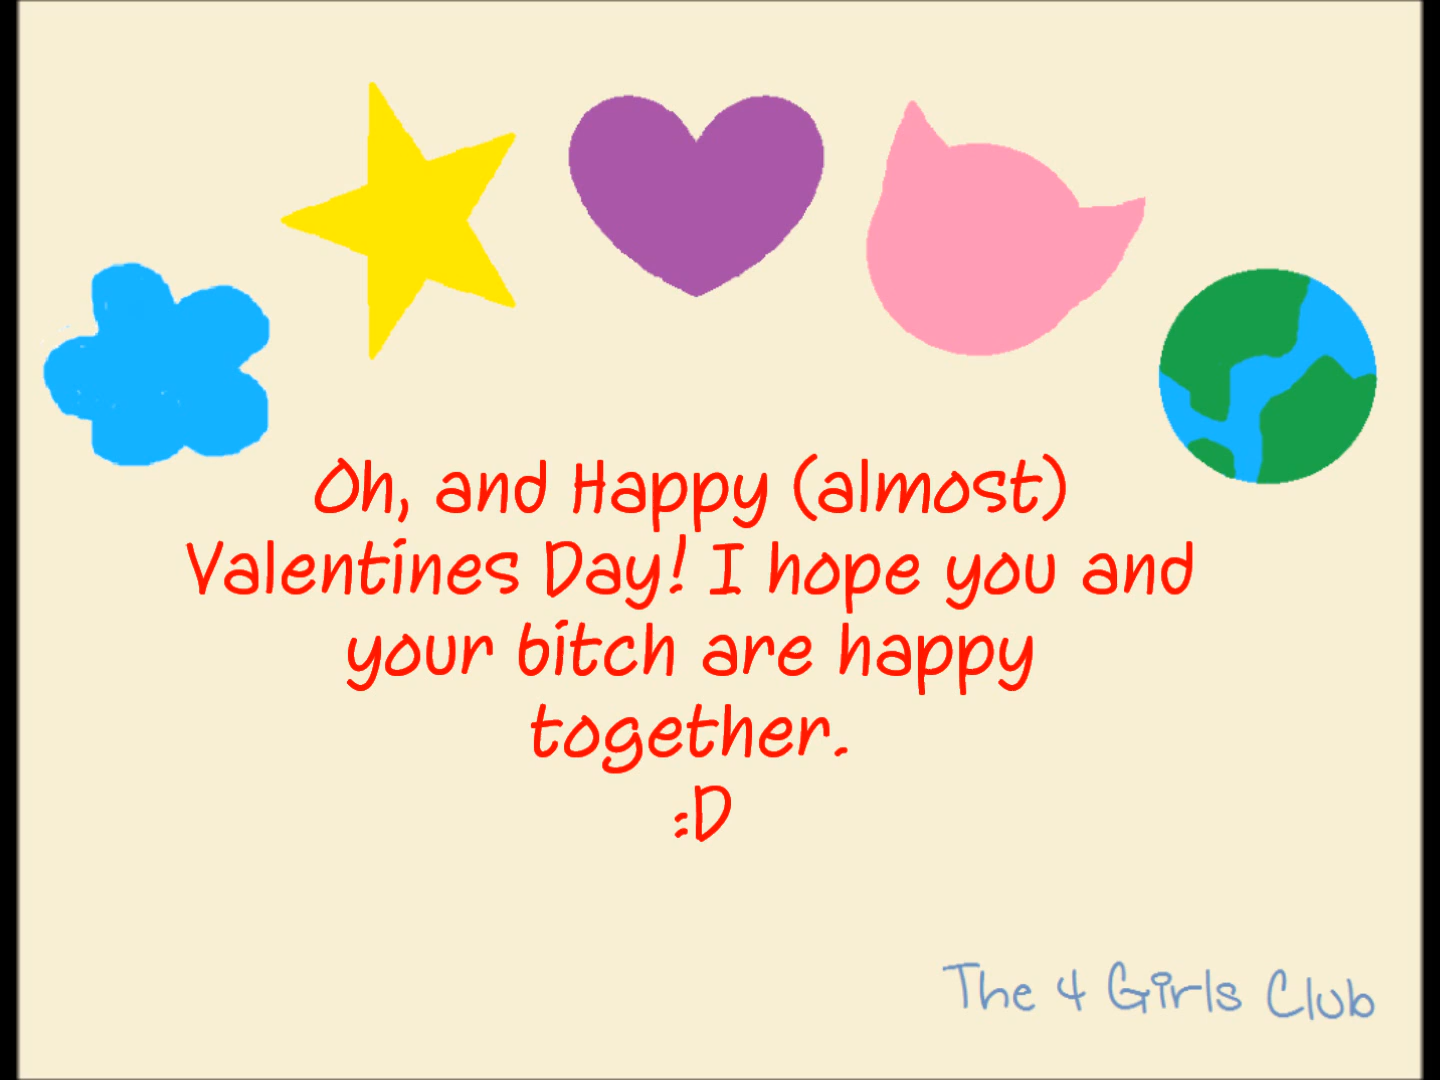 Oh, and Happy (almost)
Valentines Day! I hope you and
your bitch are happy
together.
:D
The 4 Girls Club